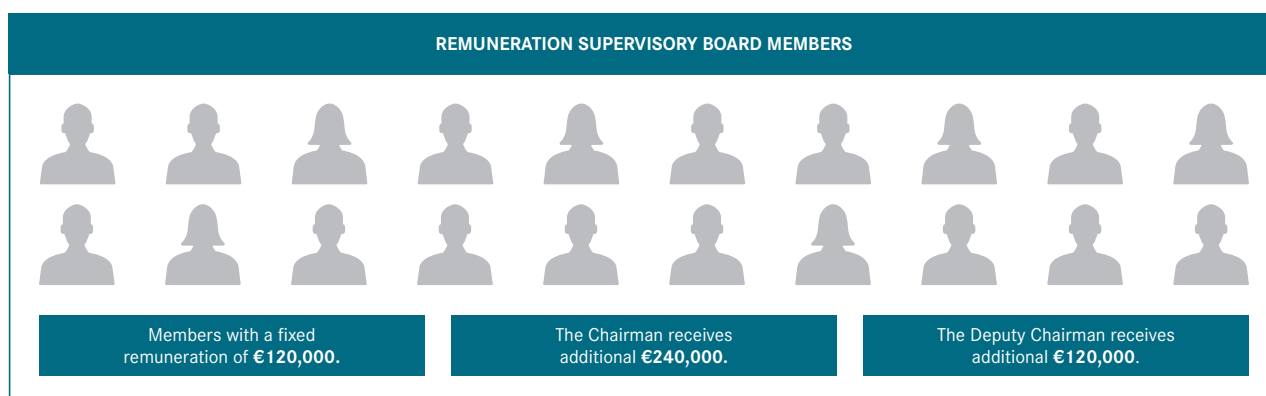 REMUNERATION SUPERVISORY BOARD MEMBERS
Members with a fixed
remuneration of €120,000.
The Chairman receives
additional €240,000.
The Deputy Chairman receives
additional €120,000.